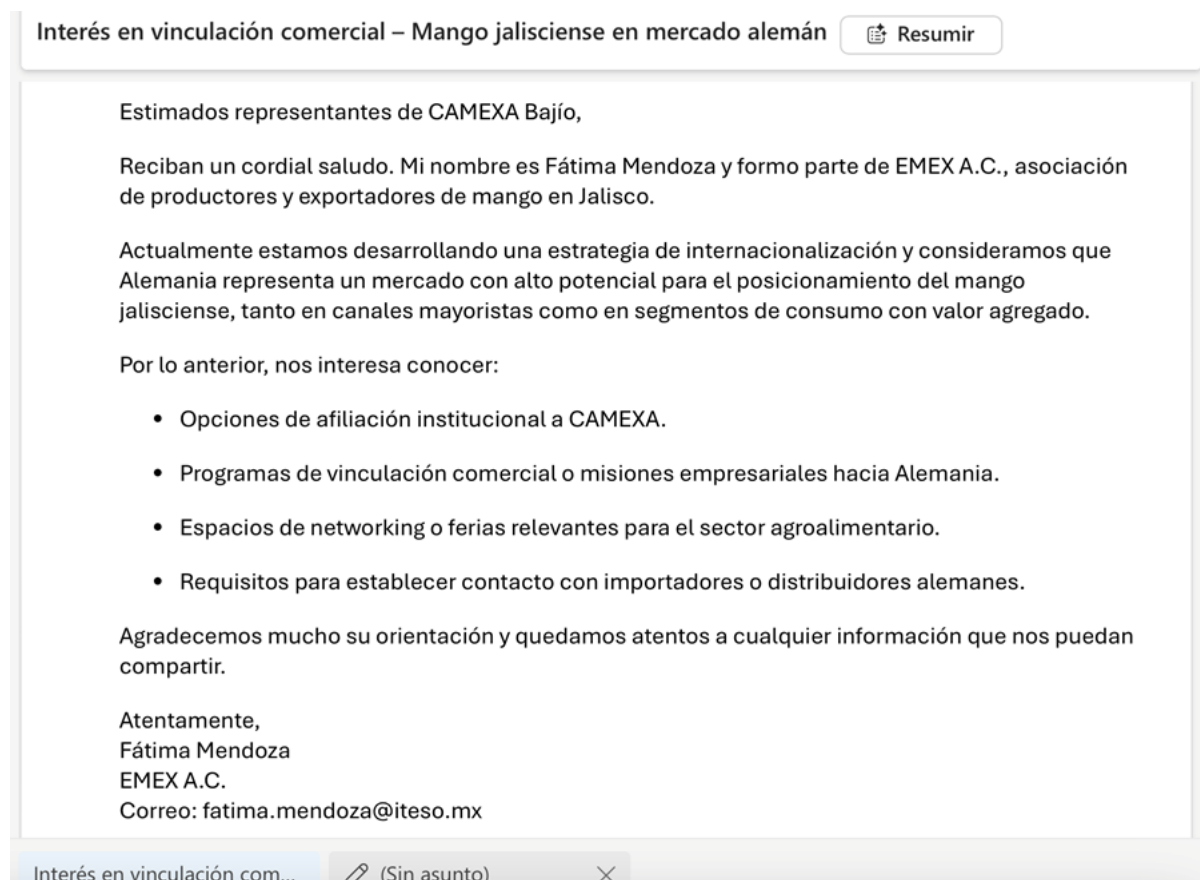 Interés en vinculación comercial – Mango jalisciense en mercado alemán
Resumir
Estimados representantes de CAMEXA Bajío,
Reciban un cordial saludo. Mi nombre es Fátima Mendoza y formo parte de EMEX A.C., asociación
de productores y exportadores de mango en Jalisco.
Actualmente estamos desarrollando una estrategia de internacionalización y consideramos que
Alemania representa un mercado con alto potencial para el posicionamiento del mango
jalisciense, tanto en canales mayoristas como en segmentos de consumo con valor agregado.
Por lo anterior, nos interesa conocer:
• Opciones de afiliación institucional a CAMEXA.
• Programas de vinculación comercial o misiones empresariales hacia Alemania.
• Espacios de networking o ferias relevantes para el sector agroalimentario.
• Requisitos para establecer contacto con importadores o distribuidores alemanes.
Agradecemos mucho su orientación y quedamos atentos a cualquier información que nos puedan
compartir.
Atentamente,
Fátima Mendoza
EMEX A.C.
Correo: fatima.mendoza@iteso.mx
Interés en vinculación com... (Sin asunto)